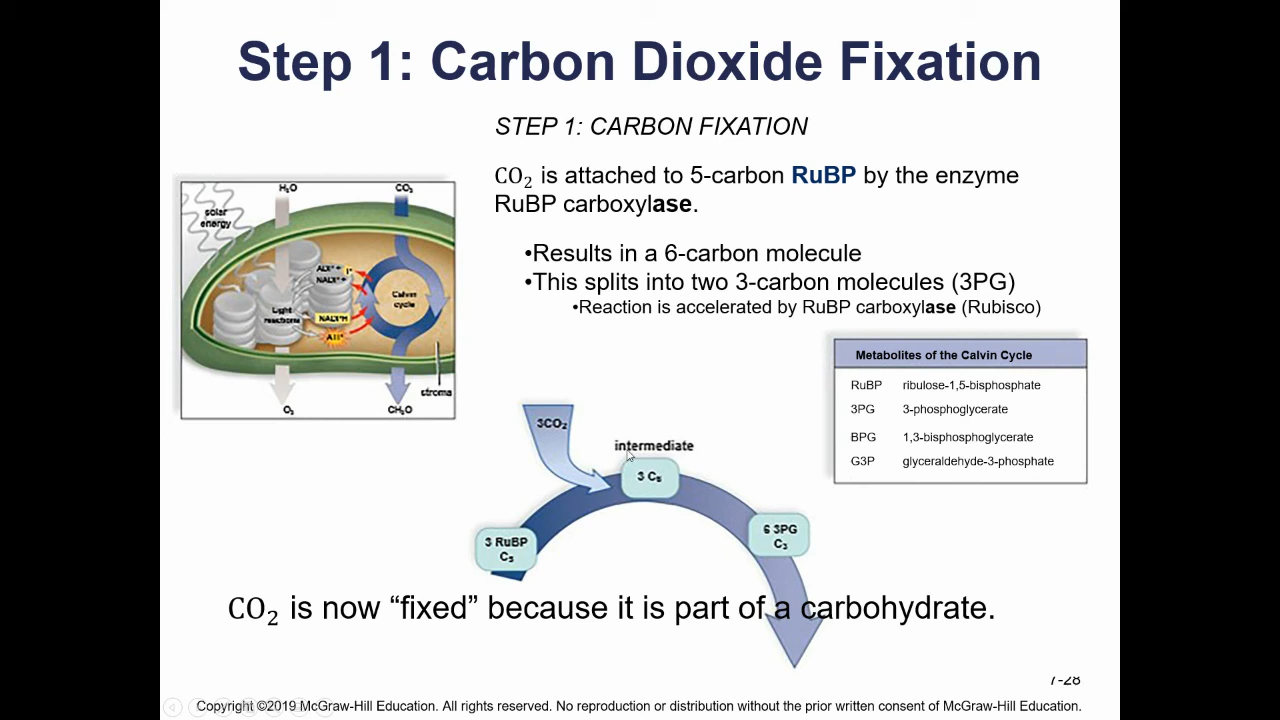 Step 1: Carbon Dioxide Fixation
STEP 1: CARBON FIXATION
CO₂ is attached to 5-carbon RuBP by the enzyme
RuBP carboxylase.
•Results in a 6-carbon molecule
•This splits into two 3-carbon molecules (3PG)
•Reaction is accelerated by RuBP carboxylase (Rubisco)
H₂O
CO₂
solar
energy
Calvin
cycle
Light
reactions
stroma
O₂
CH₂O
Metabolites of the Calvin Cycle
RuBP ribulose-1,5-bisphosphate
3PG 3-phosphoglycerate
BPG 1,3-bisphosphoglycerate
G3P glyceraldehyde-3-phosphate
3CO₂
intermediate
3 C₆
3 RuBP
C₅
6 3PG
C₃
CO₂ is now “fixed” because it is part of a carbohydrate.
7-28
Copyright ©2019 McGraw-Hill Education. All rights reserved. No reproduction or distribution without the prior written consent of McGraw-Hill Education.